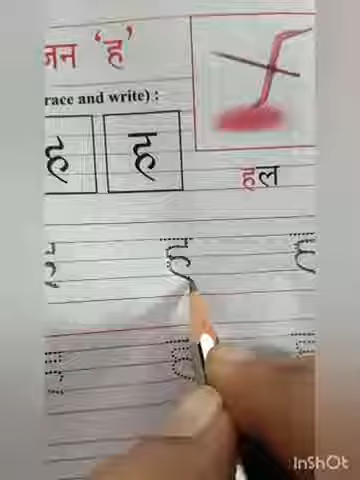 जन 'ह'
race and write) :
ह ह
हल
ह ह ह
InShOt